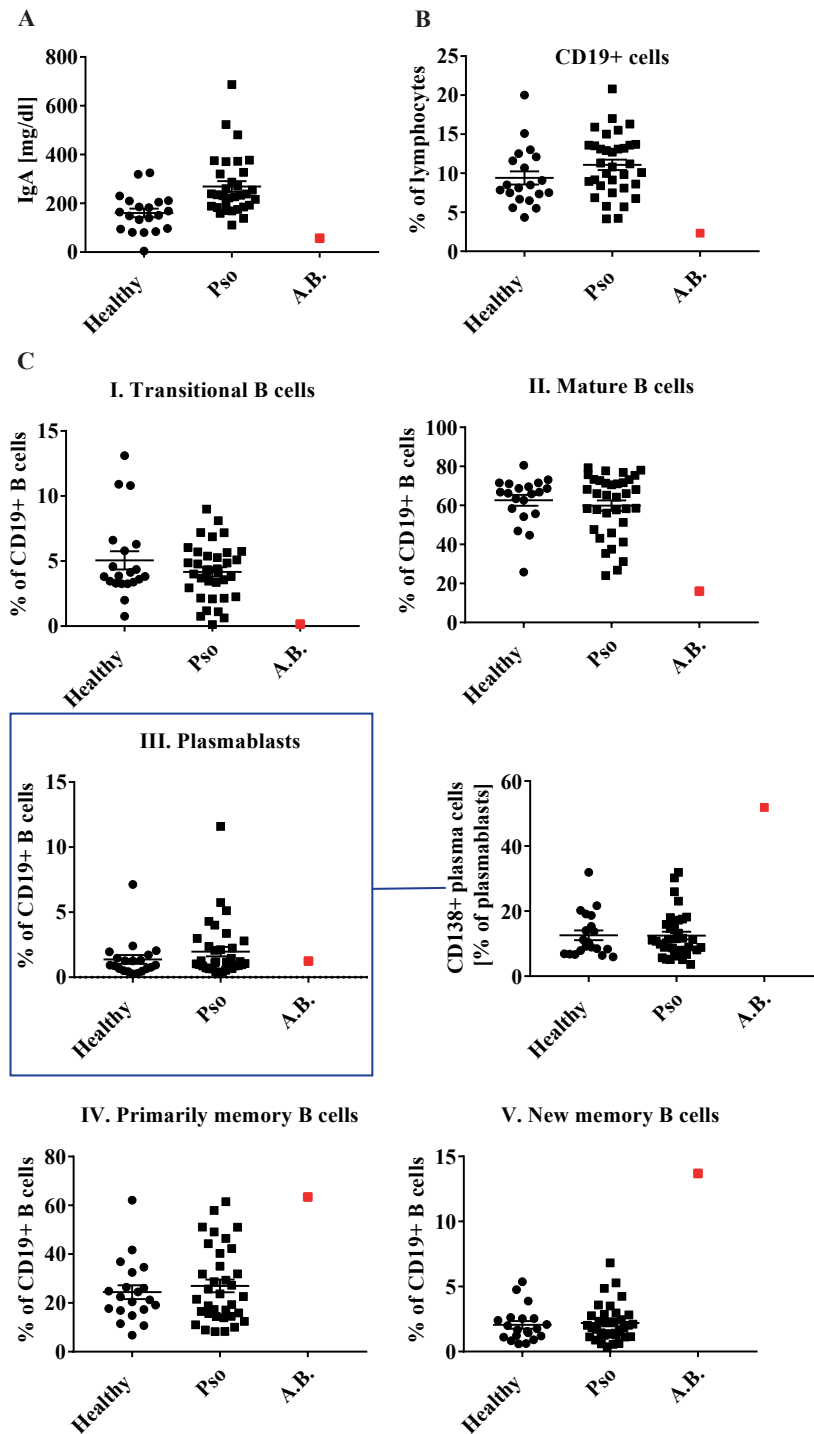 A
B
CD19+ cells
IgA [mg/dl]
800
600
400
200
0
Healthy
Pso
A.B.
% of lymphocytes
25
20
15
10
5
0
Healthy
Pso
A.B.
C
I. Transitional B cells
% of CD19+ B cells
15
10
5
0
Healthy
Pso
A.B.
II. Mature B cells
% of CD19+ B cells
100
80
60
40
20
0
Healthy
Pso
A.B.
III. Plasmablasts
% of CD19+ B cells
15
10
5
0
Healthy
Pso
A.B.
CD138+ plasma cells
[% of plasmablasts]
60
40
20
0
Healthy
Pso
A.B.
IV. Primarily memory B cells
% of CD19+ B cells
80
60
40
20
0
Healthy
Pso
A.B.
V. New memory B cells
% of CD19+ B cells
15
10
5
0
Healthy
Pso
A.B.